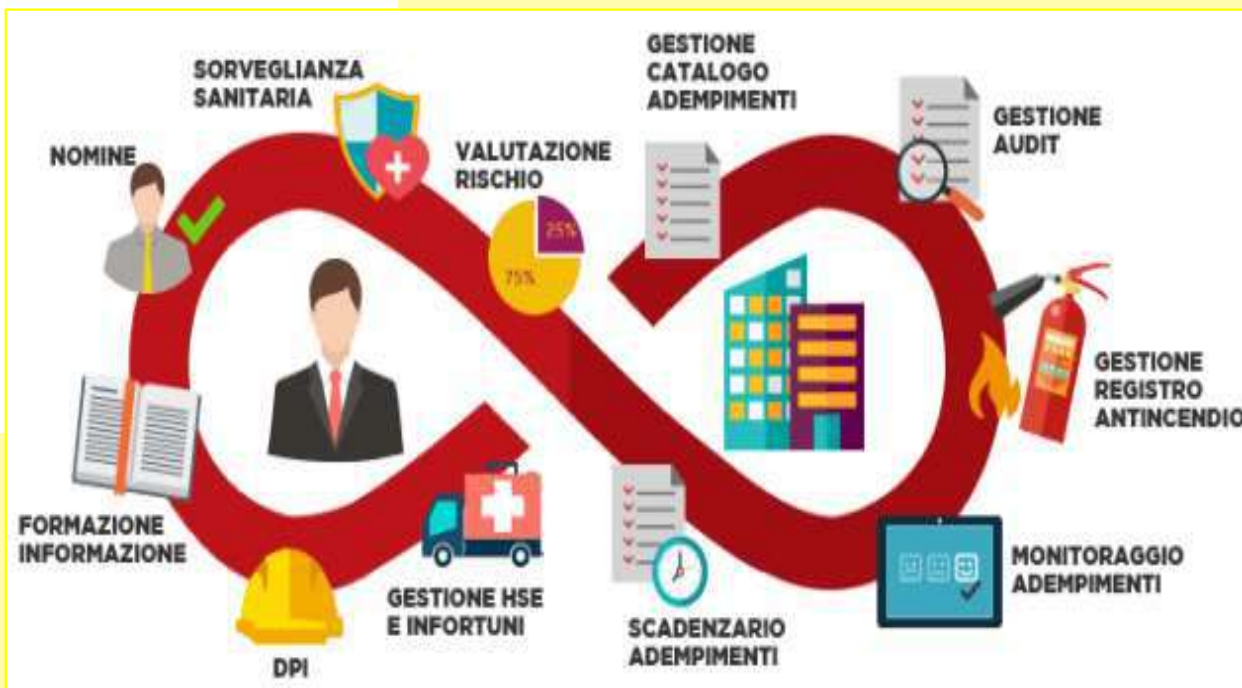 SORVEGLIANZA
SANITARIA
NOMINE
VALUTAZIONE
RISCHIO
25%
75%
FORMAZIONE
INFORMAZIONE
DPI
GESTIONE HSE
E INFORTUNI
GESTIONE
CATALOGO
ADEMPIMENTI
GESTIONE
AUDIT
GESTIONE
REGISTRO
ANTINCENDIO
MONITORAGGIO
ADEMPIMENTI
SCADENZARIO
ADEMPIMENTI